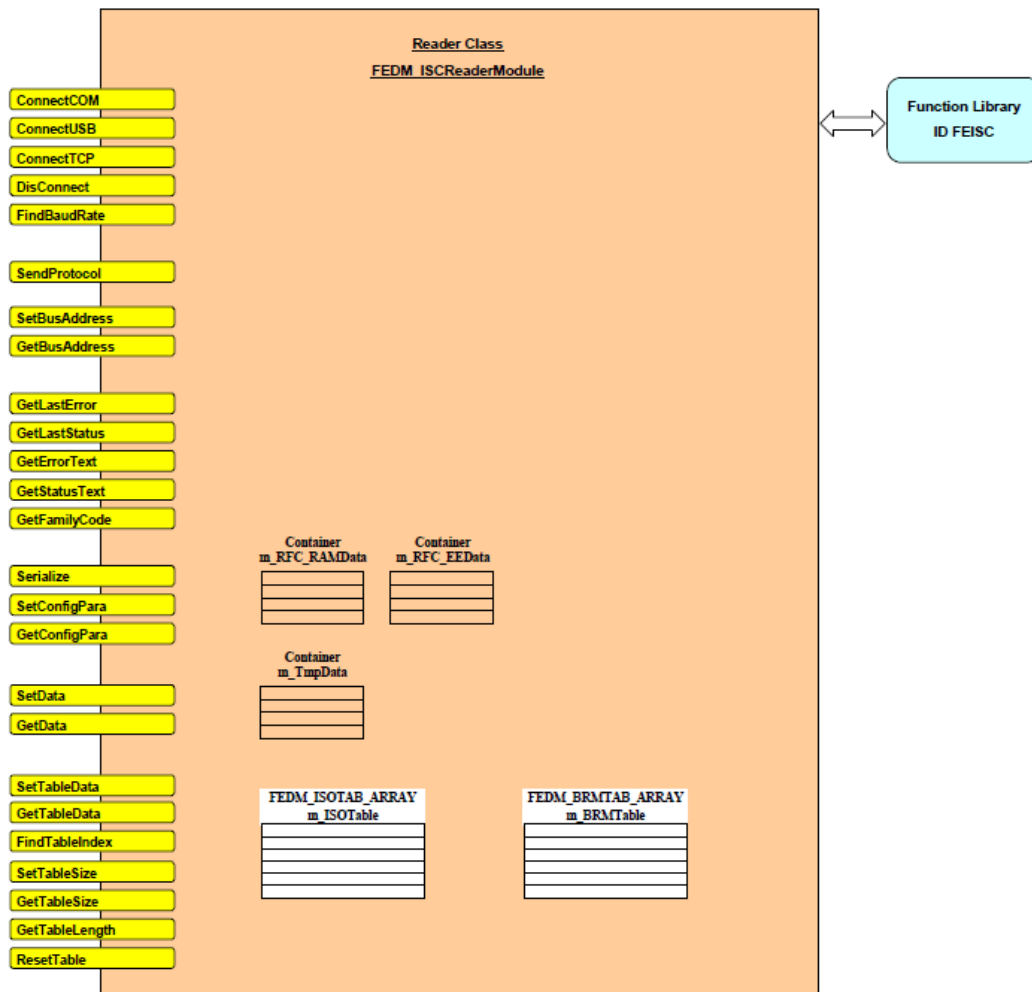 Reader Class
FEDM_ISCReaderModule
ConnectCOM
ConnectUSB
ConnectTCP
DisConnect
FindBaudRate
SendProtocol
SetBusAddress
GetBusAddress
GetLastError
GetLastStatus
GetErrorText
GetStatusText
GetFamilyCode
Serialize
SetConfigPara
GetConfigPara
SetData
GetData
SetTableData
GetTableData
FindTableIndex
SetTableSize
GetTableSize
GetTableLength
ResetTable
Container
m_RFC_RAMData
Container
m_RFC_EEData
Container
m_TmpData
FEDM_ISOTAB_ARRAY
m_ISOTable
FEDM_BRMTAB_ARRAY
m_BRMTable
Function Library
ID FEISC